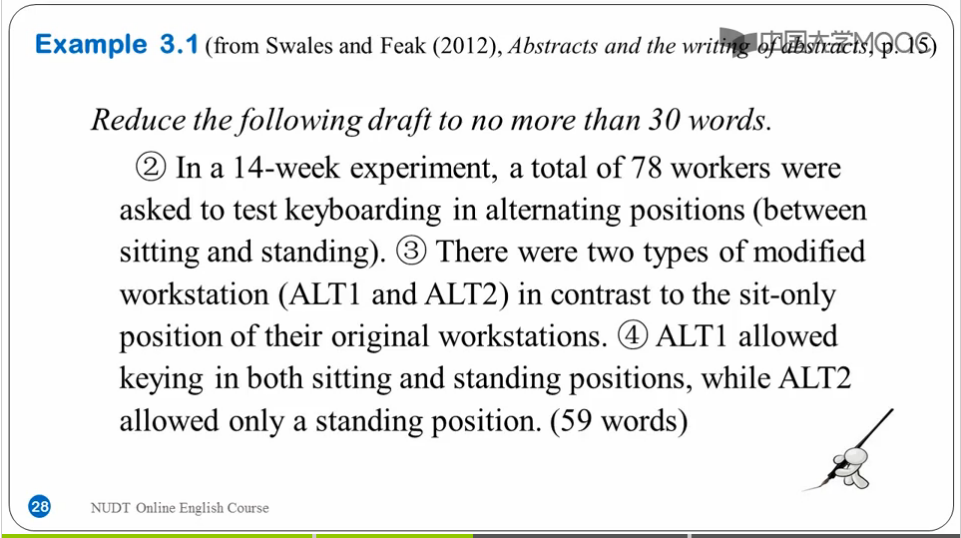 Example 3.1 (from Swales and Feak (2012), Abstracts and the writing of abstracts, p. 15)
中国大学MOOC
Reduce the following draft to no more than 30 words.
② In a 14-week experiment, a total of 78 workers were
asked to test keyboarding in alternating positions (between
sitting and standing). ③ There were two types of modified
workstation (ALT1 and ALT2) in contrast to the sit-only
position of their original workstations. ④ ALT1 allowed
keying in both sitting and standing positions, while ALT2
allowed only a standing position. (59 words)
28 NUDT Online English Course